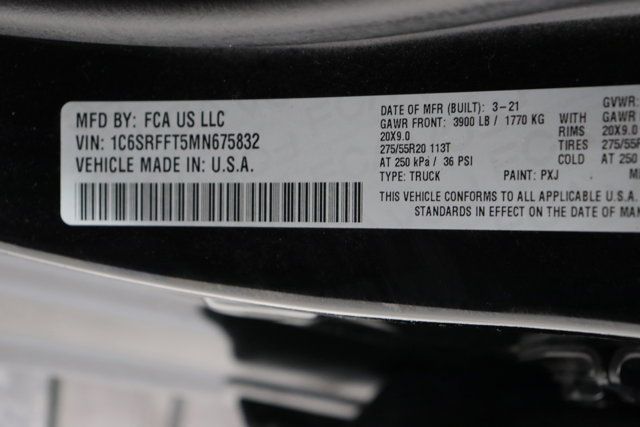 MFD BY: FCA US LLC
VIN: 1C6SRFFT5MN675832
VEHICLE MADE IN: U.S.A.
DATE OF MFR (BUILT): 3-21
GAWR FRONT: 3900 LB / 1770 KG WITH
20X9.0 RIMS
275/55R20 113T TIRES
AT 250 kPa / 36 PSI COLD
TYPE: TRUCK PAINT: PXJ
THIS VEHICLE CONFORMS TO ALL APPLICABLE U.S.A.
STANDARDS IN EFFECT ON THE DATE OF MAN
GVWR:
GAWR
20X9.0
275/55R
AT 250